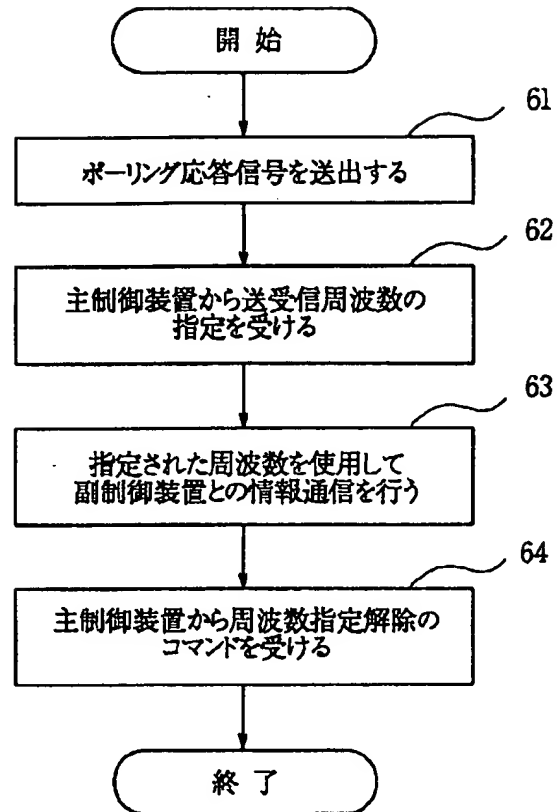 開始
61
ポーリング応答信号を送出する
62
主制御装置から送受信周波数の
指定を受ける
63
指定された周波数を使用して
副制御装置との情報通信を行う
64
主制御装置から周波数指定解除の
コマンドを受ける
終了